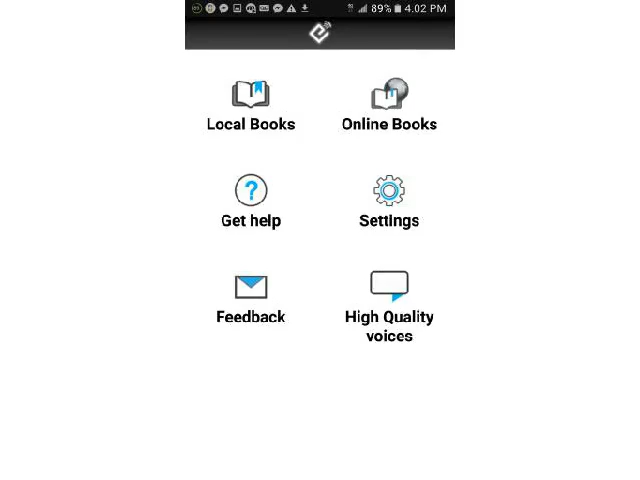 89% 4.02 PM
Local Books
Online Books
Get help
Settings
Feedback
High Quality
voices